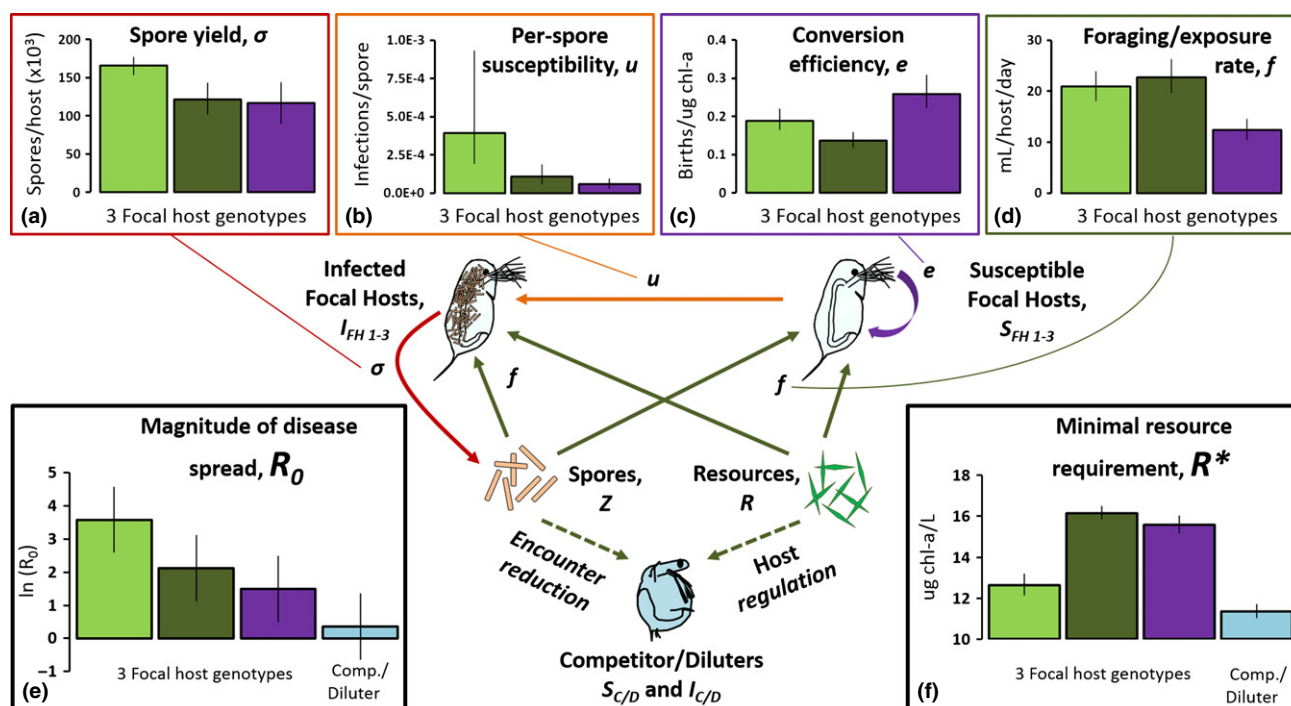 Spore yield, σ
Spores/host (x10³)
200
150
100
50
0
(a)
3 Focal host genotypes
Per-spore
susceptibility, u
Infections/spore
1.0E-3
7.5E-4
5.0E-4
2.5E-4
0.0E+0
(b)
3 Focal host genotypes
Conversion
efficiency, e
Births/ug chl-a
0.4
0.3
0.2
0.1
0
(c)
3 Focal host genotypes
Foraging/exposure
rate, f
mL/host/day
30
20
10
0
(d)
3 Focal host genotypes
Infected
Focal Hosts,
I FH 1-3
u
e
Susceptible
Focal Hosts,
S FH 1-3
σ
f
f
Spores,
Z
Resources,
R
Encounter
reduction
Host
regulation
Competitor/Diluters
S C/D and I C/D
Magnitude of disease
spread, R0
ln (R0)
5
4
3
2
1
0
−1
(e)
3 Focal host genotypes
Comp./
Diluter
Minimal resource
requirement, R*
ug chl-a/L
18
16
14
12
10
(f)
3 Focal host genotypes
Comp./
Diluter